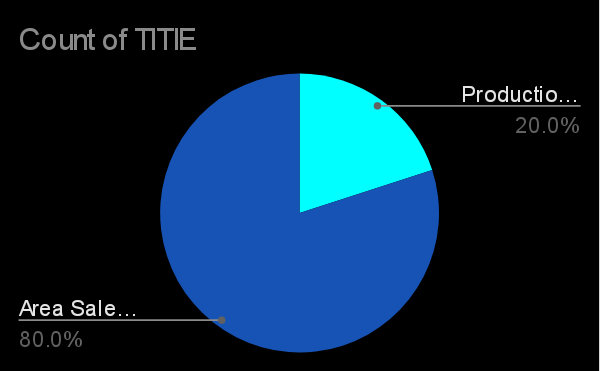 Count of TITIE
Productio…
20.0%
Area Sale…
80.0%